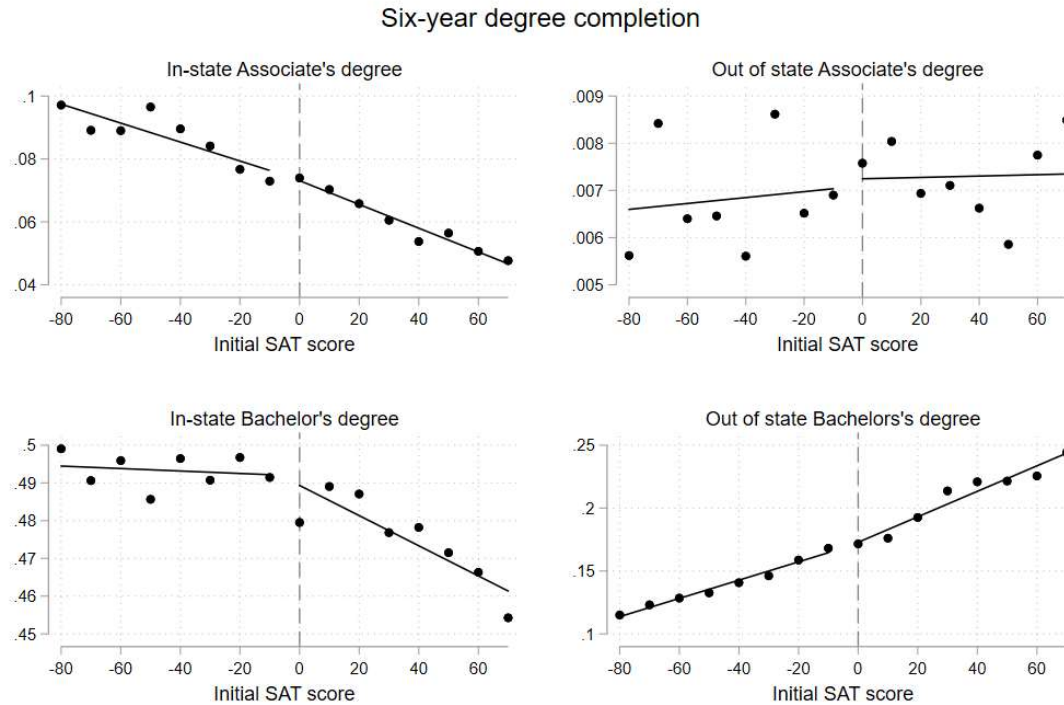 Six-year degree completion
In-state Associate's degree
.1
.08
.06
.04
-80 -60 -40 -20 0 20 40 60
Initial SAT score
Out of state Associate's degree
.009
.008
.007
.006
.005
-80 -60 -40 -20 0 20 40 60
Initial SAT score
In-state Bachelor's degree
.5
.49
.48
.47
.46
.45
-80 -60 -40 -20 0 20 40 60
Initial SAT score
Out of state Bachelors's degree
.25
.2
.15
.1
-80 -60 -40 -20 0 20 40 60
Initial SAT score